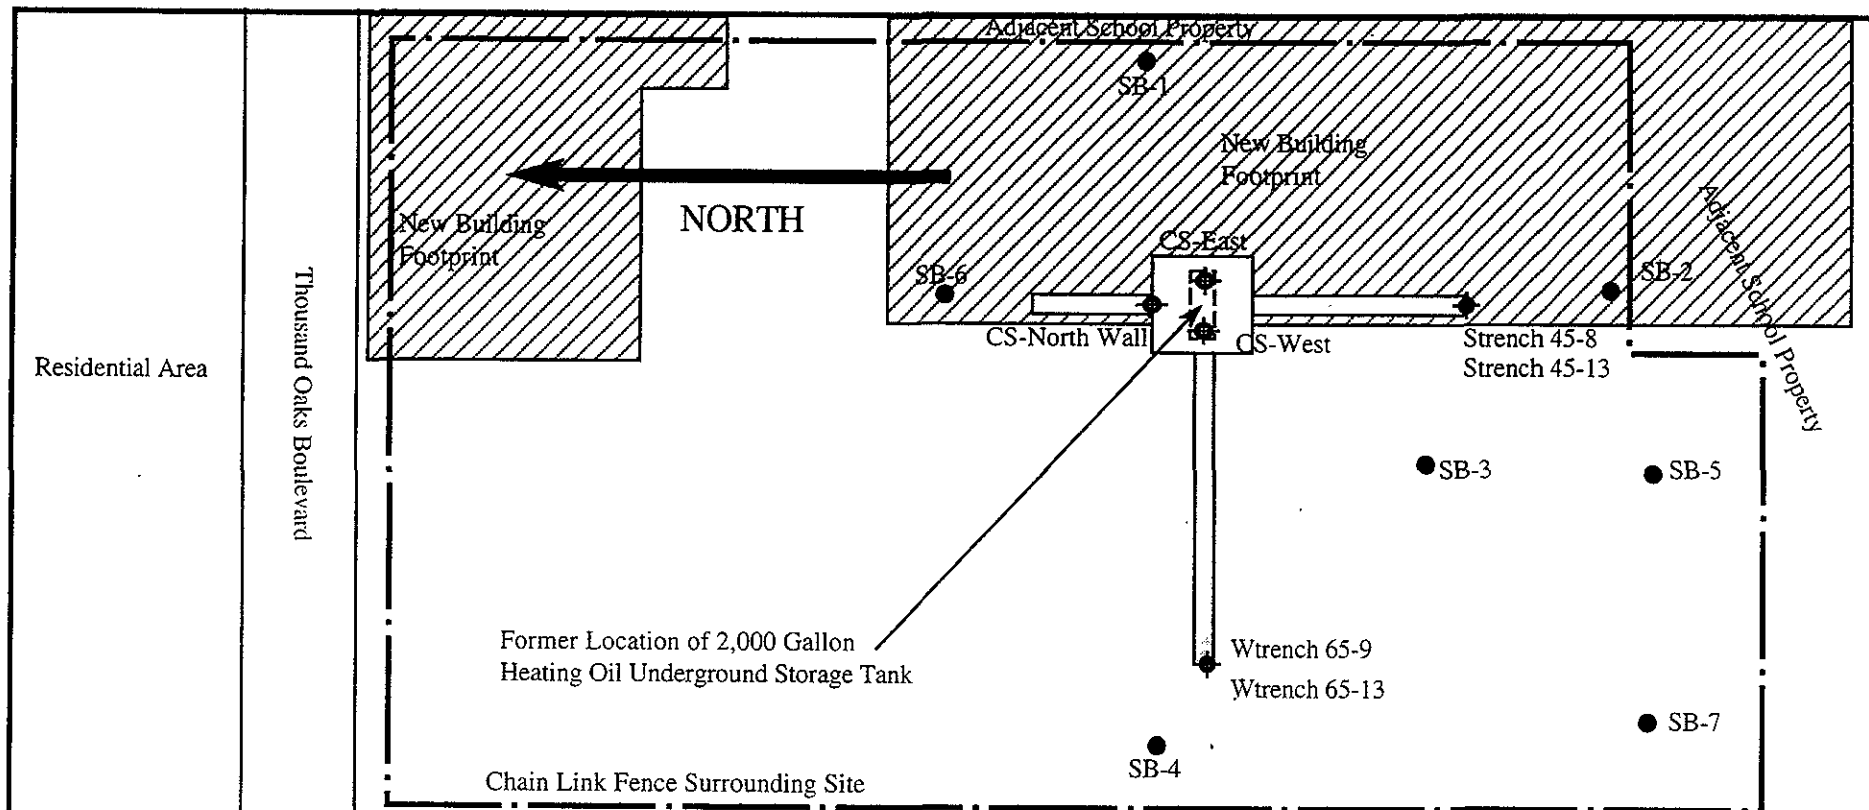 Adjacent School Property
SB-1
New Building
Footprint
NORTH
New Building
Footprint
Adjacent School Property
CS-East
SB-6
SB-2
CS-North Wall
CS-West
Strench 45-8
Strench 45-13
Residential Area
Thousand Oaks Boulevard
SB-3
SB-5
Former Location of 2,000 Gallon
Heating Oil Underground Storage Tank
Wtrench 65-9
Wtrench 65-13
SB-7
SB-4
Chain Link Fence Surrounding Site